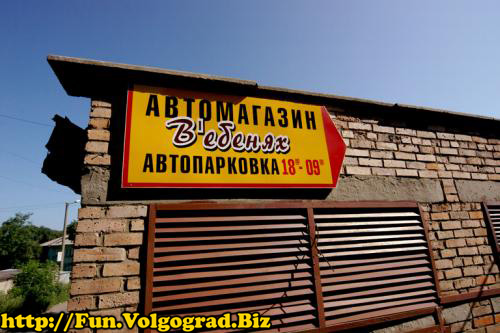 АВТОМАГАЗИН
В'ебенях
АВТОПАРКОВКА 18⁰⁰-09⁰⁰
http://Fun.Volgograd.Biz